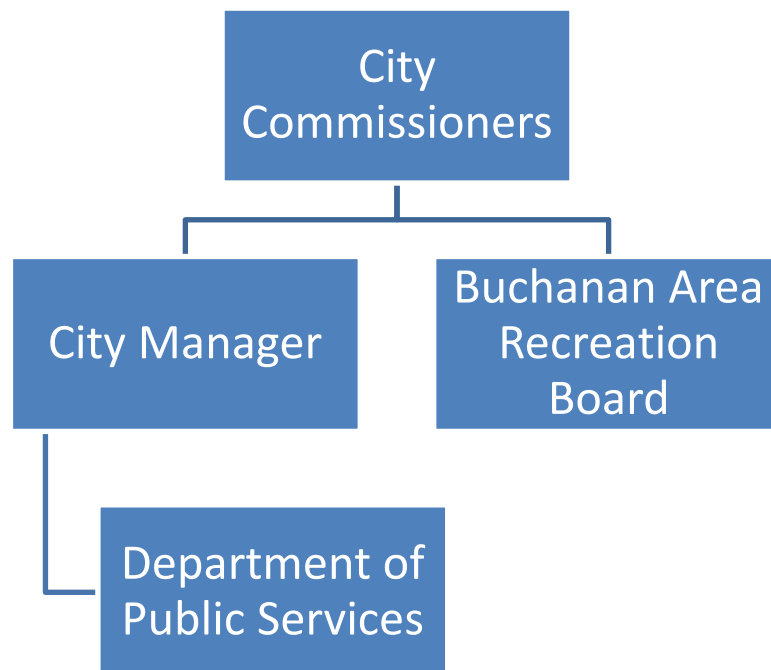 City
Commissioners
City Manager
Buchanan Area
Recreation
Board
Department of
Public Services